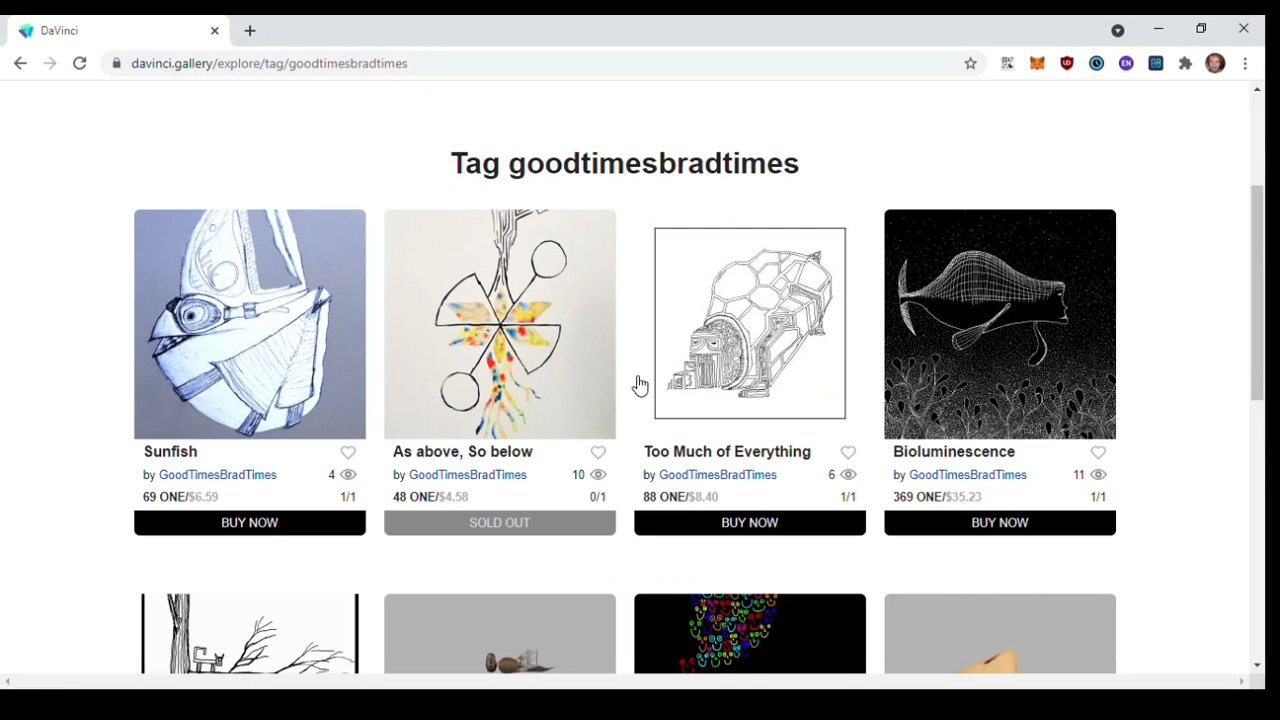 DaVinci
davinci.gallery/explore/tag/goodtimesbradtimes
EN
Tag goodtimesbradtimes
Sunfish
by GoodTimesBradTimes 4
69 ONE/$6.59 1/1
BUY NOW
As above, So below
by GoodTimesBradTimes 10
48 ONE/$4.58 0/1
SOLD OUT
Too Much of Everything
by GoodTimesBradTimes 6
88 ONE/$8.40 1/1
BUY NOW
Bioluminescence
by GoodTimesBradTimes 11
369 ONE/$35.23 1/1
BUY NOW